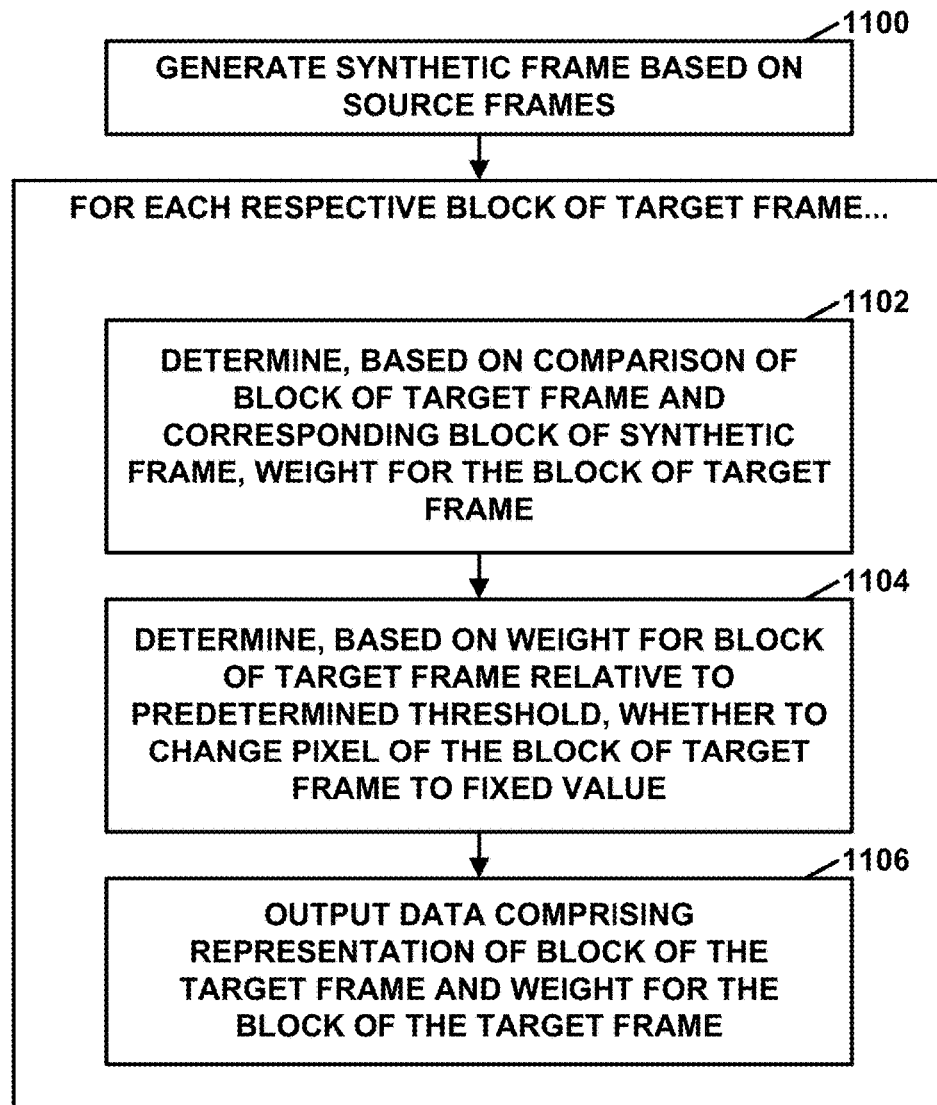 1100
GENERATE SYNTHETIC FRAME BASED ON
SOURCE FRAMES
FOR EACH RESPECTIVE BLOCK OF TARGET FRAME...
1102
DETERMINE, BASED ON COMPARISON OF
BLOCK OF TARGET FRAME AND
CORRESPONDING BLOCK OF SYNTHETIC
FRAME, WEIGHT FOR THE BLOCK OF TARGET
FRAME
1104
DETERMINE, BASED ON WEIGHT FOR BLOCK
OF TARGET FRAME RELATIVE TO
PREDETERMINED THRESHOLD, WHETHER TO
CHANGE PIXEL OF THE BLOCK OF TARGET
FRAME TO FIXED VALUE
1106
OUTPUT DATA COMPRISING
REPRESENTATION OF BLOCK OF THE
TARGET FRAME AND WEIGHT FOR THE
BLOCK OF THE TARGET FRAME